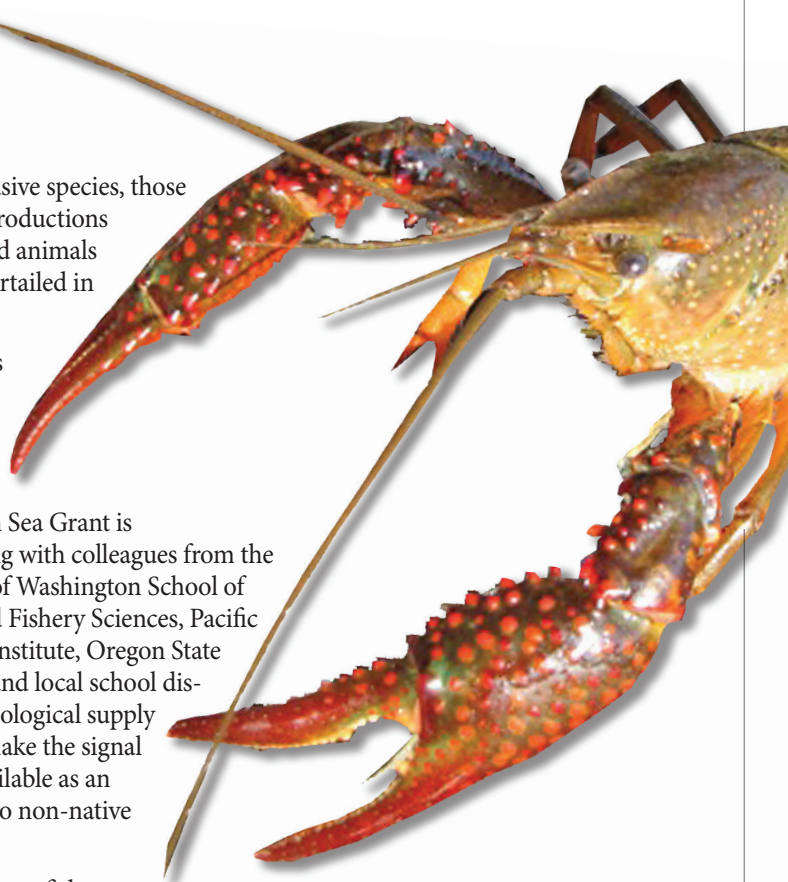 sive species, those
roductions
d animals
rtailed in
s
Sea Grant is
g with colleagues from the
of Washington School of
Fishery Sciences, Pacific
nstitute, Oregon State
nd local school dis-
ological supply
ake the signal
ilable as an
o non-native